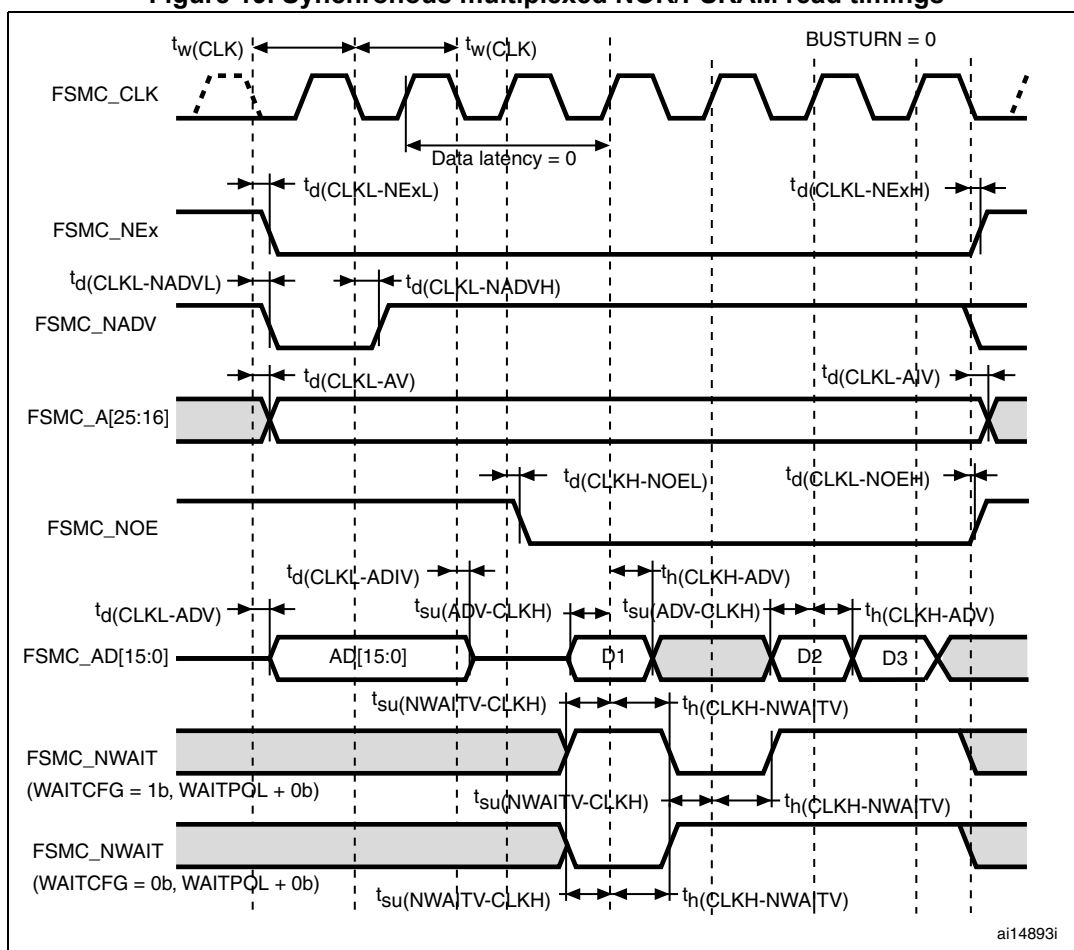 Figure 19. Synchronous multiplexed NOR/PSRAM read timings
tw(CLK) tw(CLK) BUSTURN = 0
FSMC_CLK
Data latency = 0
td(CLKL-NExL) td(CLKL-NExH)
FSMC_NEx
td(CLKL-NADVL) td(CLKL-NADVH)
FSMC_NADV
td(CLKL-AV) td(CLKL-AIV)
FSMC_A[25:16]
td(CLKH-NOEL) td(CLKL-NOEH)
FSMC_NOE
td(CLKL-ADIV) th(CLKH-ADV)
td(CLKL-ADV) tsu(ADV-CLKH) tsu(ADV-CLKH) th(CLKH-ADV)
FSMC_AD[15:0] AD[15:0] D1 D2 D3
tsu(NWAITV-CLKH) th(CLKH-NWAITV)
FSMC_NWAIT
(WAITCFG = 1b, WAITPOL + 0b)
tsu(NWAITV-CLKH) th(CLKH-NWAITV)
FSMC_NWAIT
(WAITCFG = 0b, WAITPOL + 0b)
tsu(NWAITV-CLKH) th(CLKH-NWAITV)
ai14893i